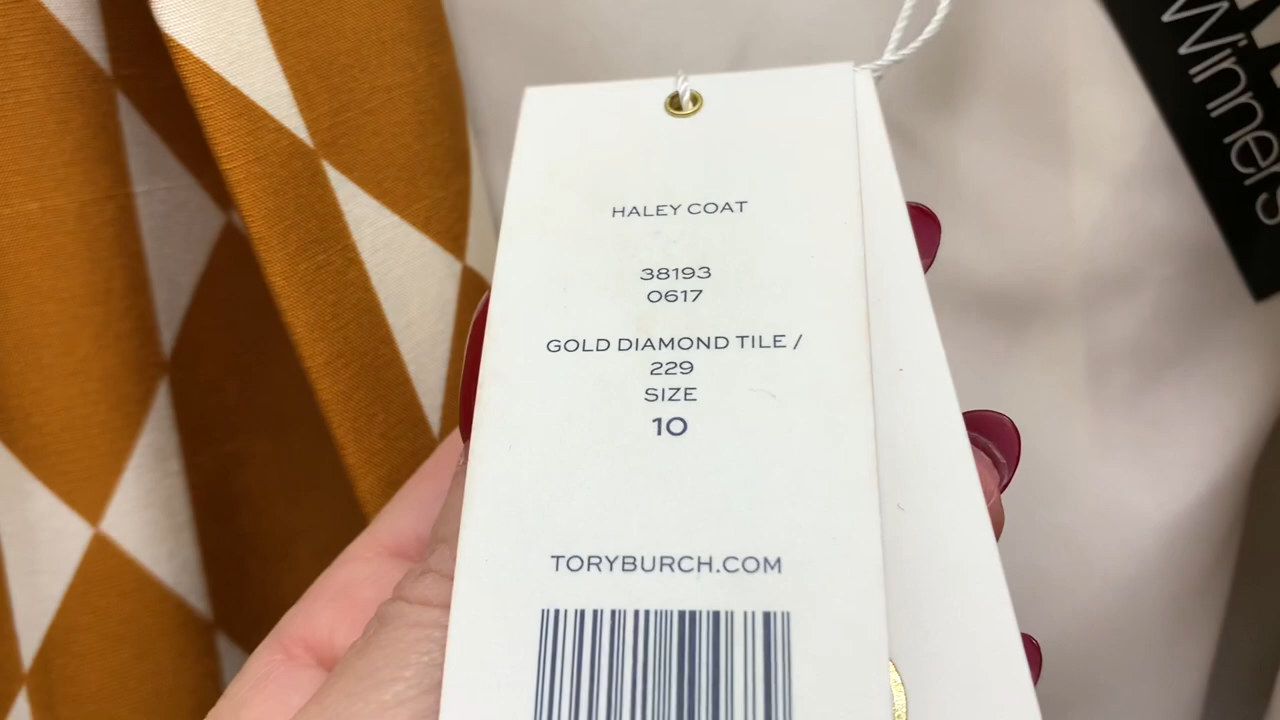 HALEY COAT
38193
0617
GOLD DIAMOND TILE /
229
SIZE
10
TORYBURCH.COM
Winners